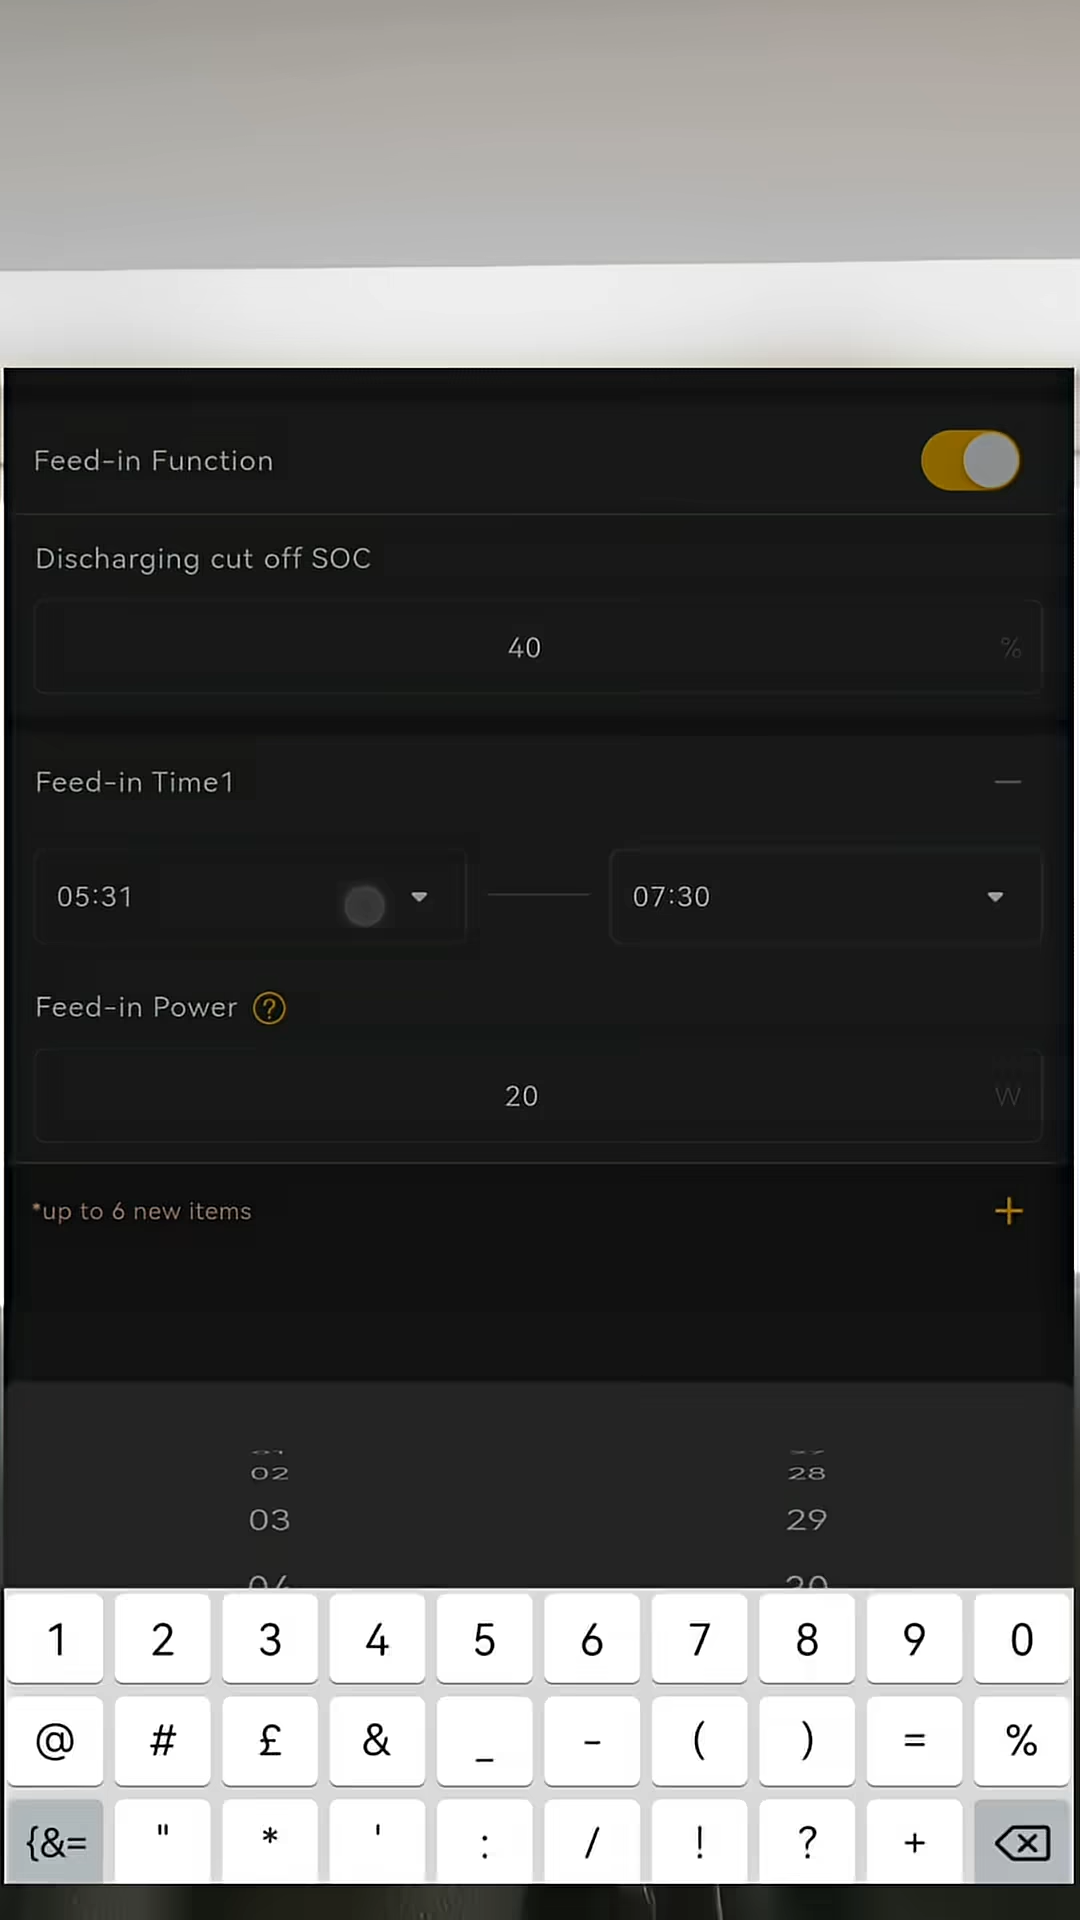 Feed-in Function
Discharging cut off SOC
40 %
Feed-in Time1
05:31 07:30
Feed-in Power ?
20 W
*up to 6 new items +
02 28
03 29
1 2 3 4 5 6 7 8 9 0
@ # £ & _ - ( ) = %
{&= " * ' : / ! ? +